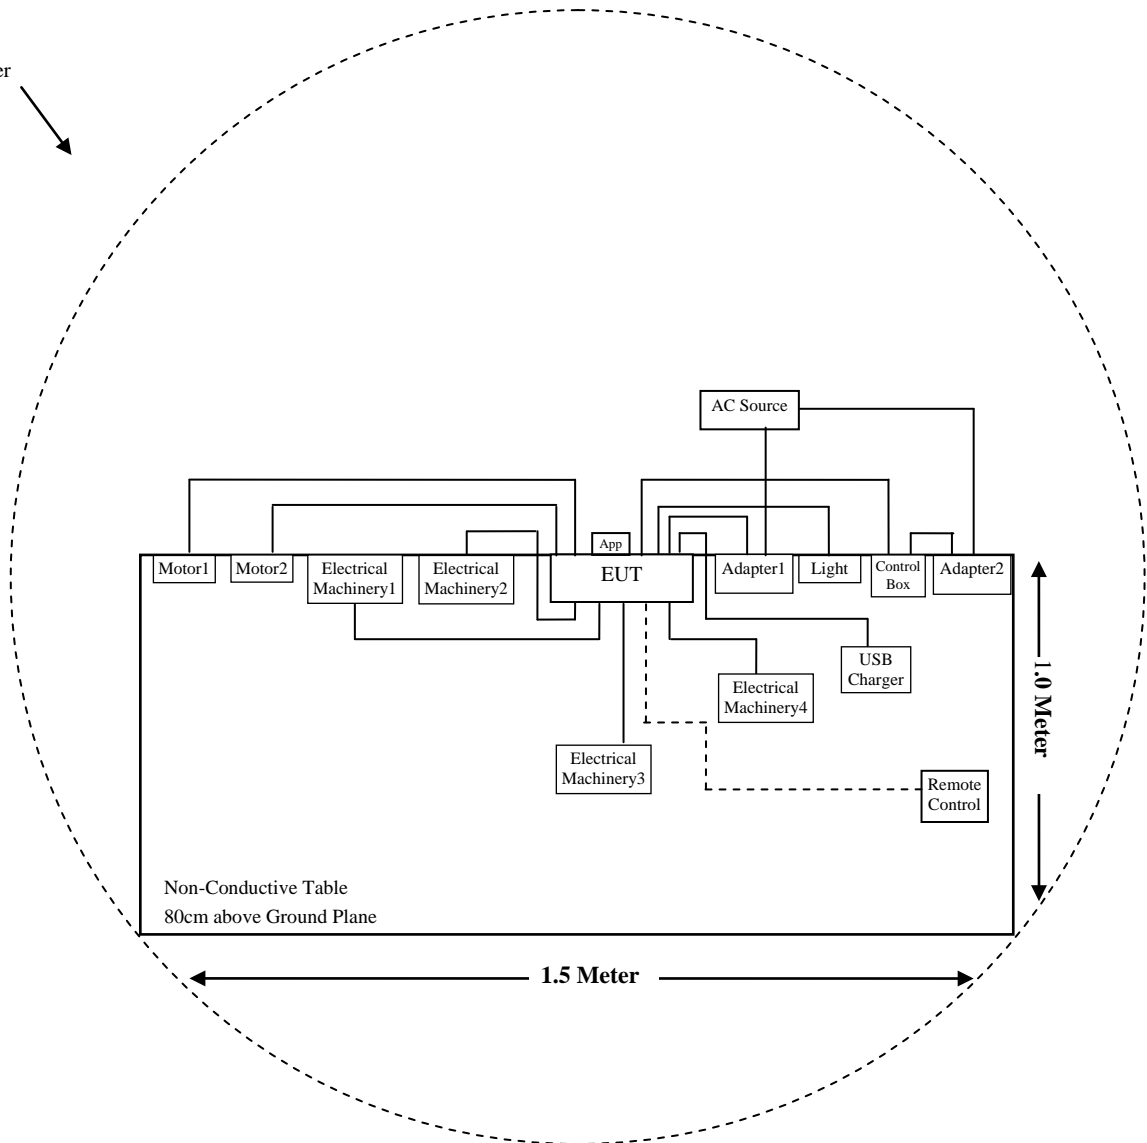 AC Source
App
Motor1
Motor2
Electrical
Machinery1
Electrical
Machinery2
EUT
Adapter1
Light
Control
Box
Adapter2
USB
Charger
Electrical
Machinery4
Electrical
Machinery3
Remote
Control
1.0 Meter
Non-Conductive Table
80cm above Ground Plane
1.5 Meter